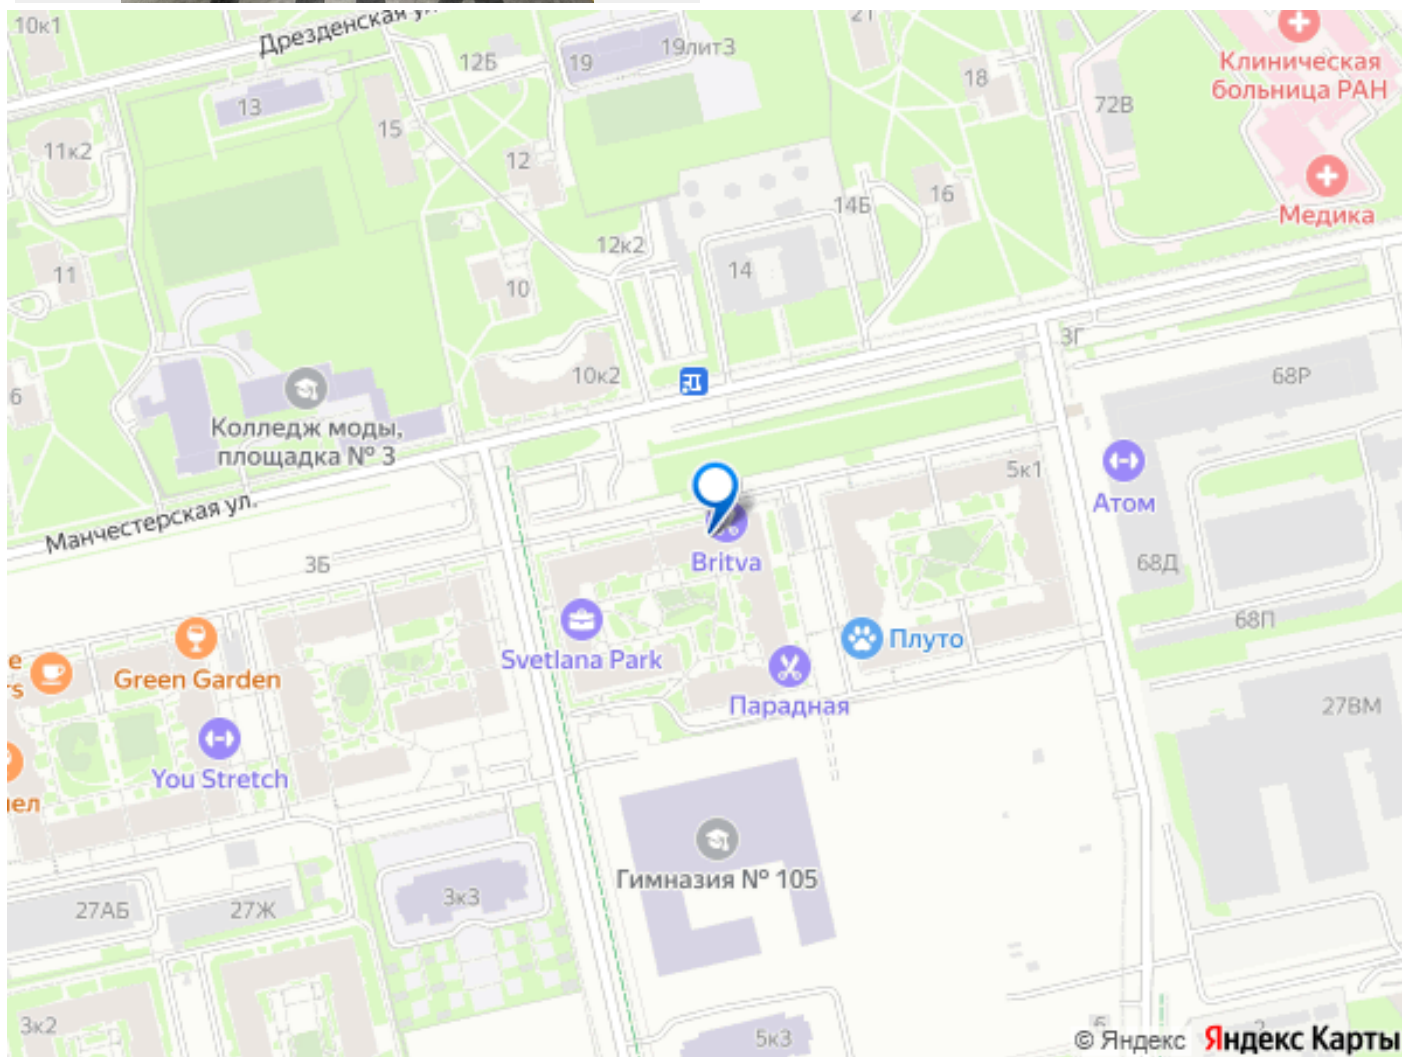 10к1
Дрезденская ул.
21
12Б
19
19лит3
18
Клиническая
больница РАН
72В
13
15
11к2
12
16
14Б
Медика
12к2
14
11
10
3Г
10к2
68Р
6
Колледж моды,
площадка № 3
5к1
Атом
Манчестерская ул.
Britva
3Б
68Д
68П
Плуто
Svetlana Park
Green Garden
Парадная
27ВМ
You Stretch
Гимназия № 105
27АБ
27Ж
3к3
3к2
5к3
© Яндекс Яндекс Карты